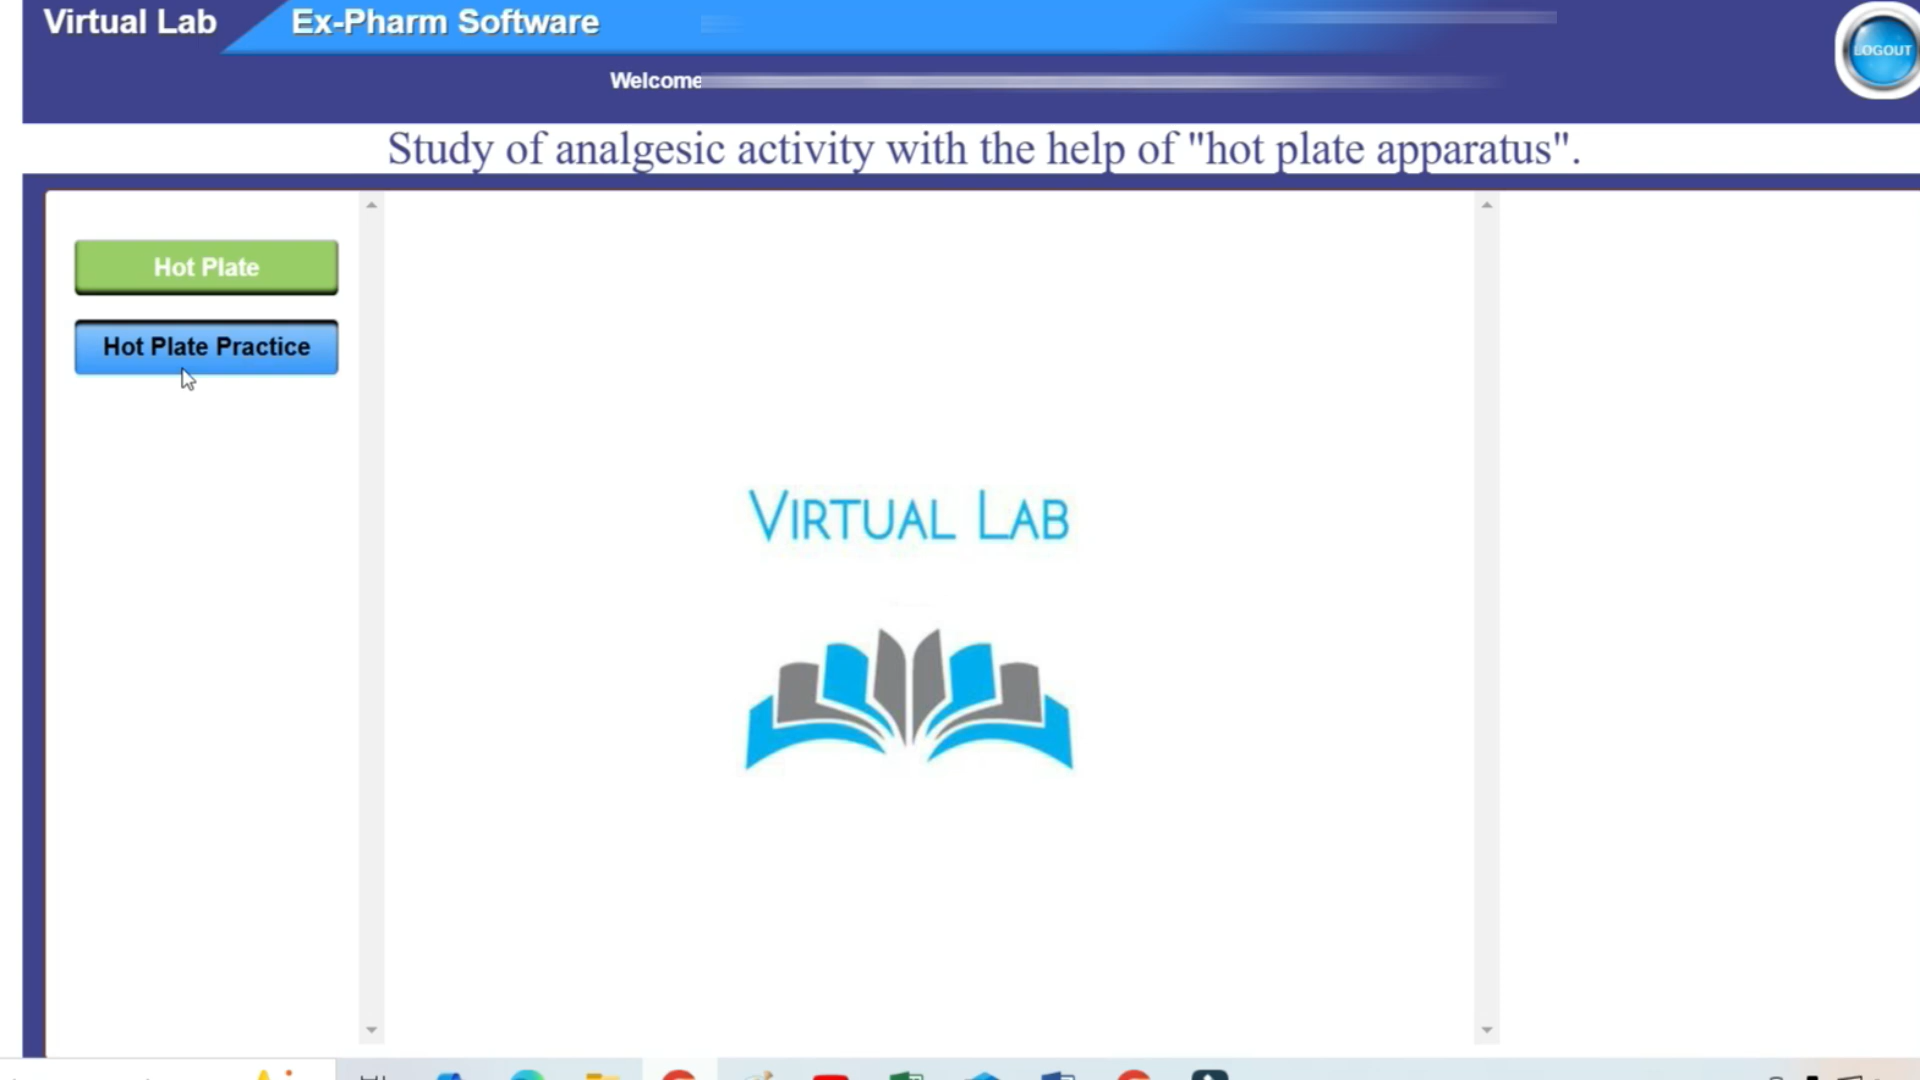 Virtual Lab
Ex-Pharm Software
LOGOUT
Welcome
Study of analgesic activity with the help of "hot plate apparatus".
Hot Plate
Hot Plate Practice
VIRTUAL LAB